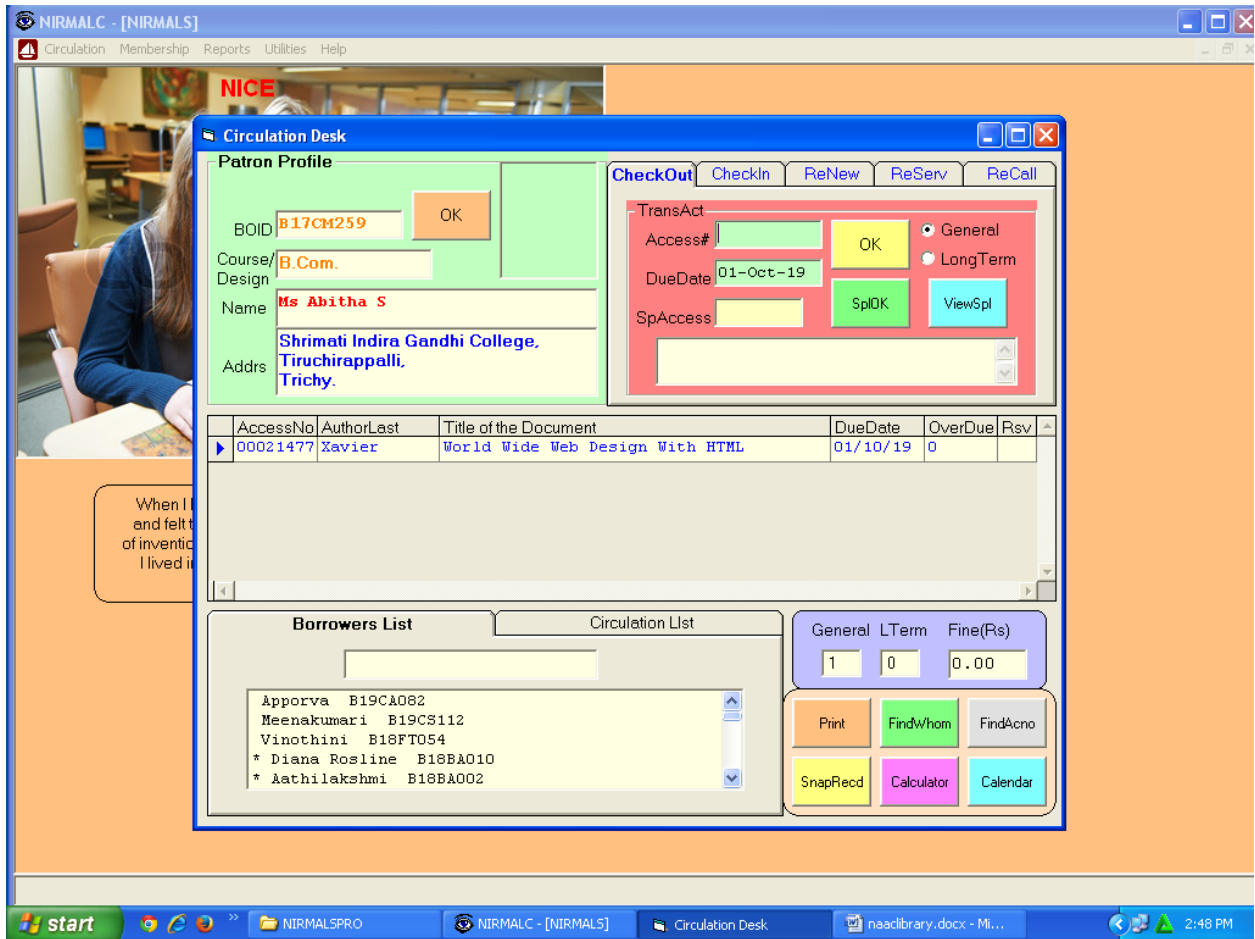 NIRMALC - [NIRMALS]
Circulation Membership Reports Utilities Help
NICE
Circulation Desk
Patron Profile
BOID B17CM259 OK
Course/ B.Com.
Design
Name Ms Abitha S
Addrs Shrimati Indira Gandhi College,
Tiruchirappalli,
Trichy.
CheckOut CheckIn ReNew ReServ ReCall
TransAct
Access# OK General
LongTerm
DueDate 01-Oct-19
SpAccess SplOK ViewSpl
AccessNo AuthorLast Title of the Document DueDate OverDue Rsv
00021477 Xavier World Wide Web Design With HTML 01/10/19 0
When I
and felt
of
I lived
Borrowers List Circulation LIst
Apporva B19CA082
Meenakumari B19CS112
Vinothini B18FT054
* Diana Rosline B18BA010
* Aathilakshmi B18BA002
General LTerm Fine(Rs)
1 0 0.00
Print FindWhom FindAcno
SnapRecd Calculator Calendar
start NIRMALSPRO NIRMALC - [NIRMALS] Circulation Desk naaclibrary.docx - Mi... 2:48 PM